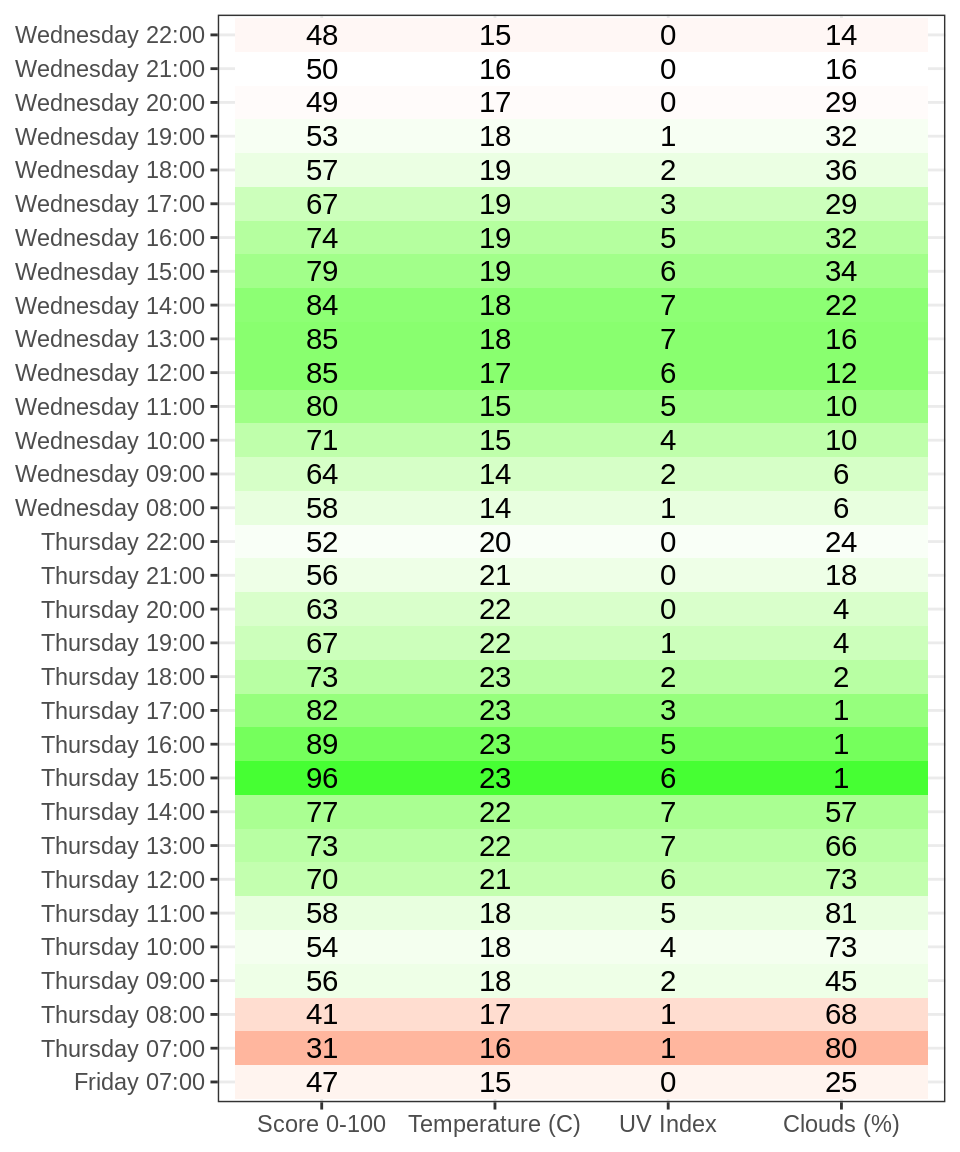 Wednesday 22:00 48 15 0 14
Wednesday 21:00 50 16 0 16
Wednesday 20:00 49 17 0 29
Wednesday 19:00 53 18 1 32
Wednesday 18:00 57 19 2 36
Wednesday 17:00 67 19 3 29
Wednesday 16:00 74 19 5 32
Wednesday 15:00 79 19 6 34
Wednesday 14:00 84 18 7 22
Wednesday 13:00 85 18 7 16
Wednesday 12:00 85 17 6 12
Wednesday 11:00 80 15 5 10
Wednesday 10:00 71 15 4 10
Wednesday 09:00 64 14 2 6
Wednesday 08:00 58 14 1 6
Thursday 22:00 52 20 0 24
Thursday 21:00 56 21 0 18
Thursday 20:00 63 22 0 4
Thursday 19:00 67 22 1 4
Thursday 18:00 73 23 2 2
Thursday 17:00 82 23 3 1
Thursday 16:00 89 23 5 1
Thursday 15:00 96 23 6 1
Thursday 14:00 77 22 7 57
Thursday 13:00 73 22 7 66
Thursday 12:00 70 21 6 73
Thursday 11:00 58 18 5 81
Thursday 10:00 54 18 4 73
Thursday 09:00 56 18 2 45
Thursday 08:00 41 17 1 68
Thursday 07:00 31 16 1 80
Friday 07:00 47 15 0 25
Score 0-100 Temperature (C) UV Index Clouds (%)